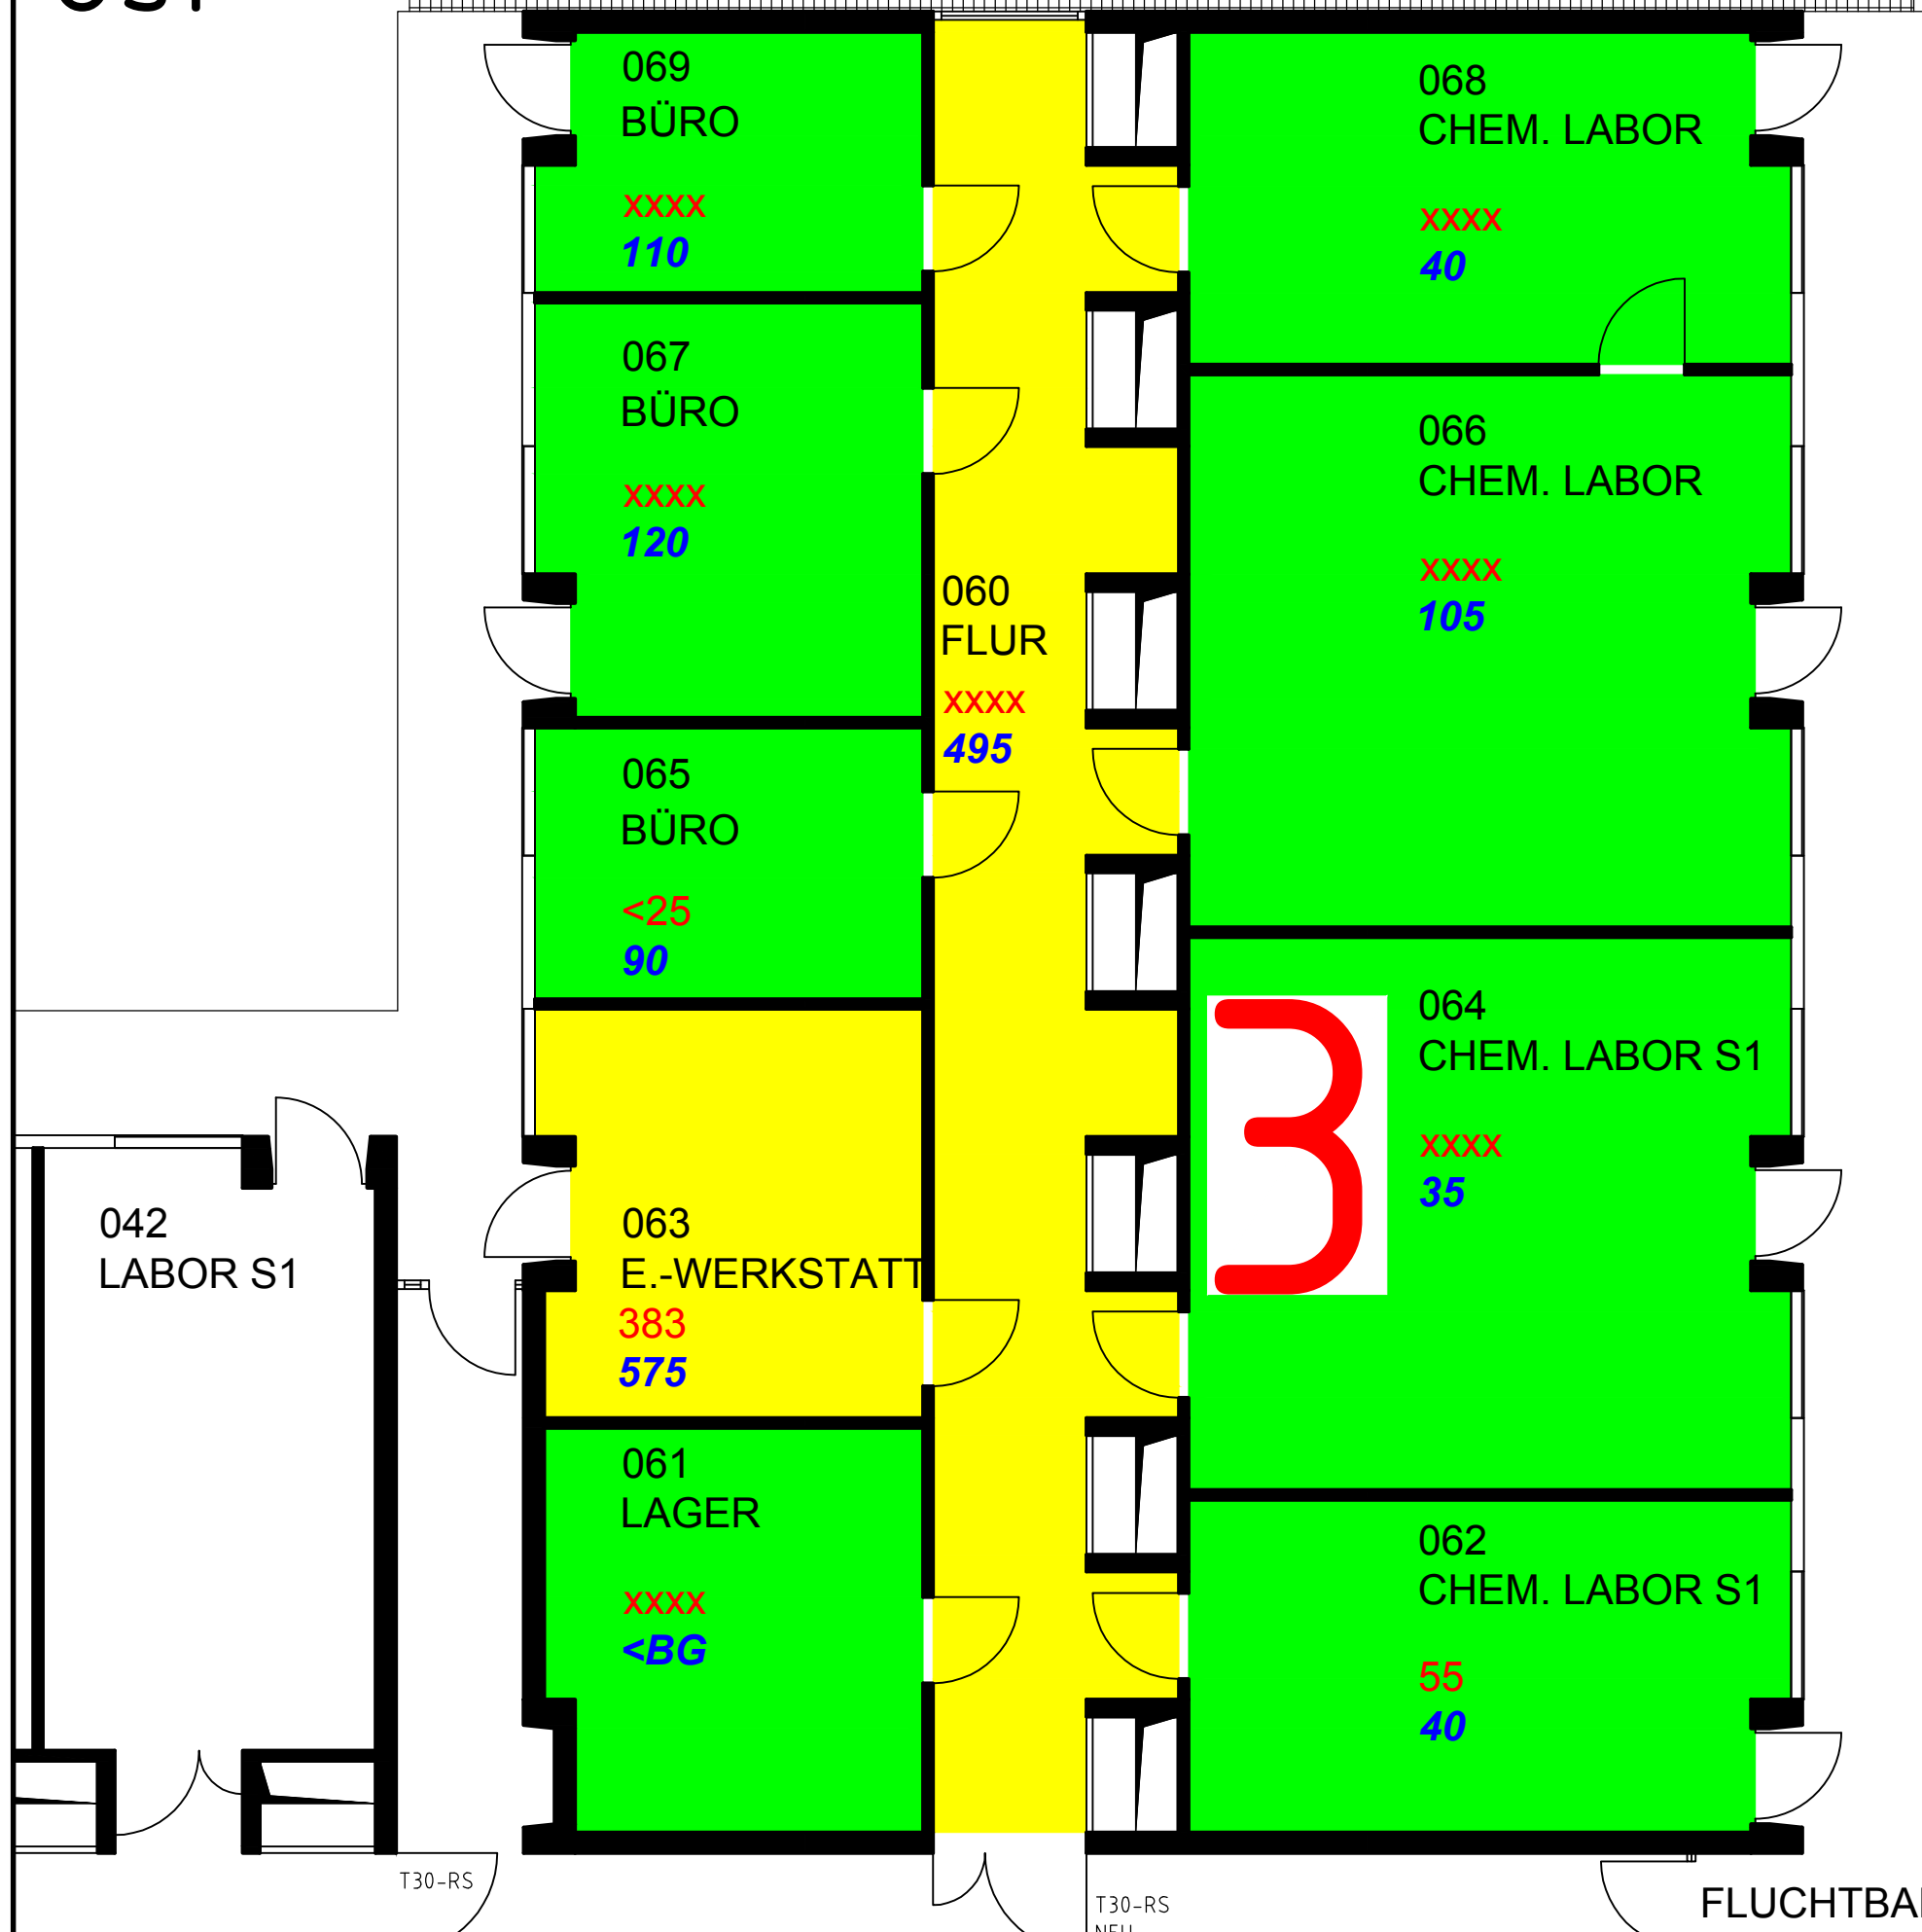 069
BÜRO
xxxx
110
068
CHEM. LABOR
xxxx
40
067
BÜRO
xxxx
120
066
CHEM. LABOR
xxxx
105
060
FLUR
xxxx
495
065
BÜRO
<25
90
3
064
CHEM. LABOR S1
xxxx
35
042
LABOR S1
063
E.-WERKSTATT
383
575
061
LAGER
xxxx
<BG
062
CHEM. LABOR S1
55
40
T30-RS
T30-RS
NEU